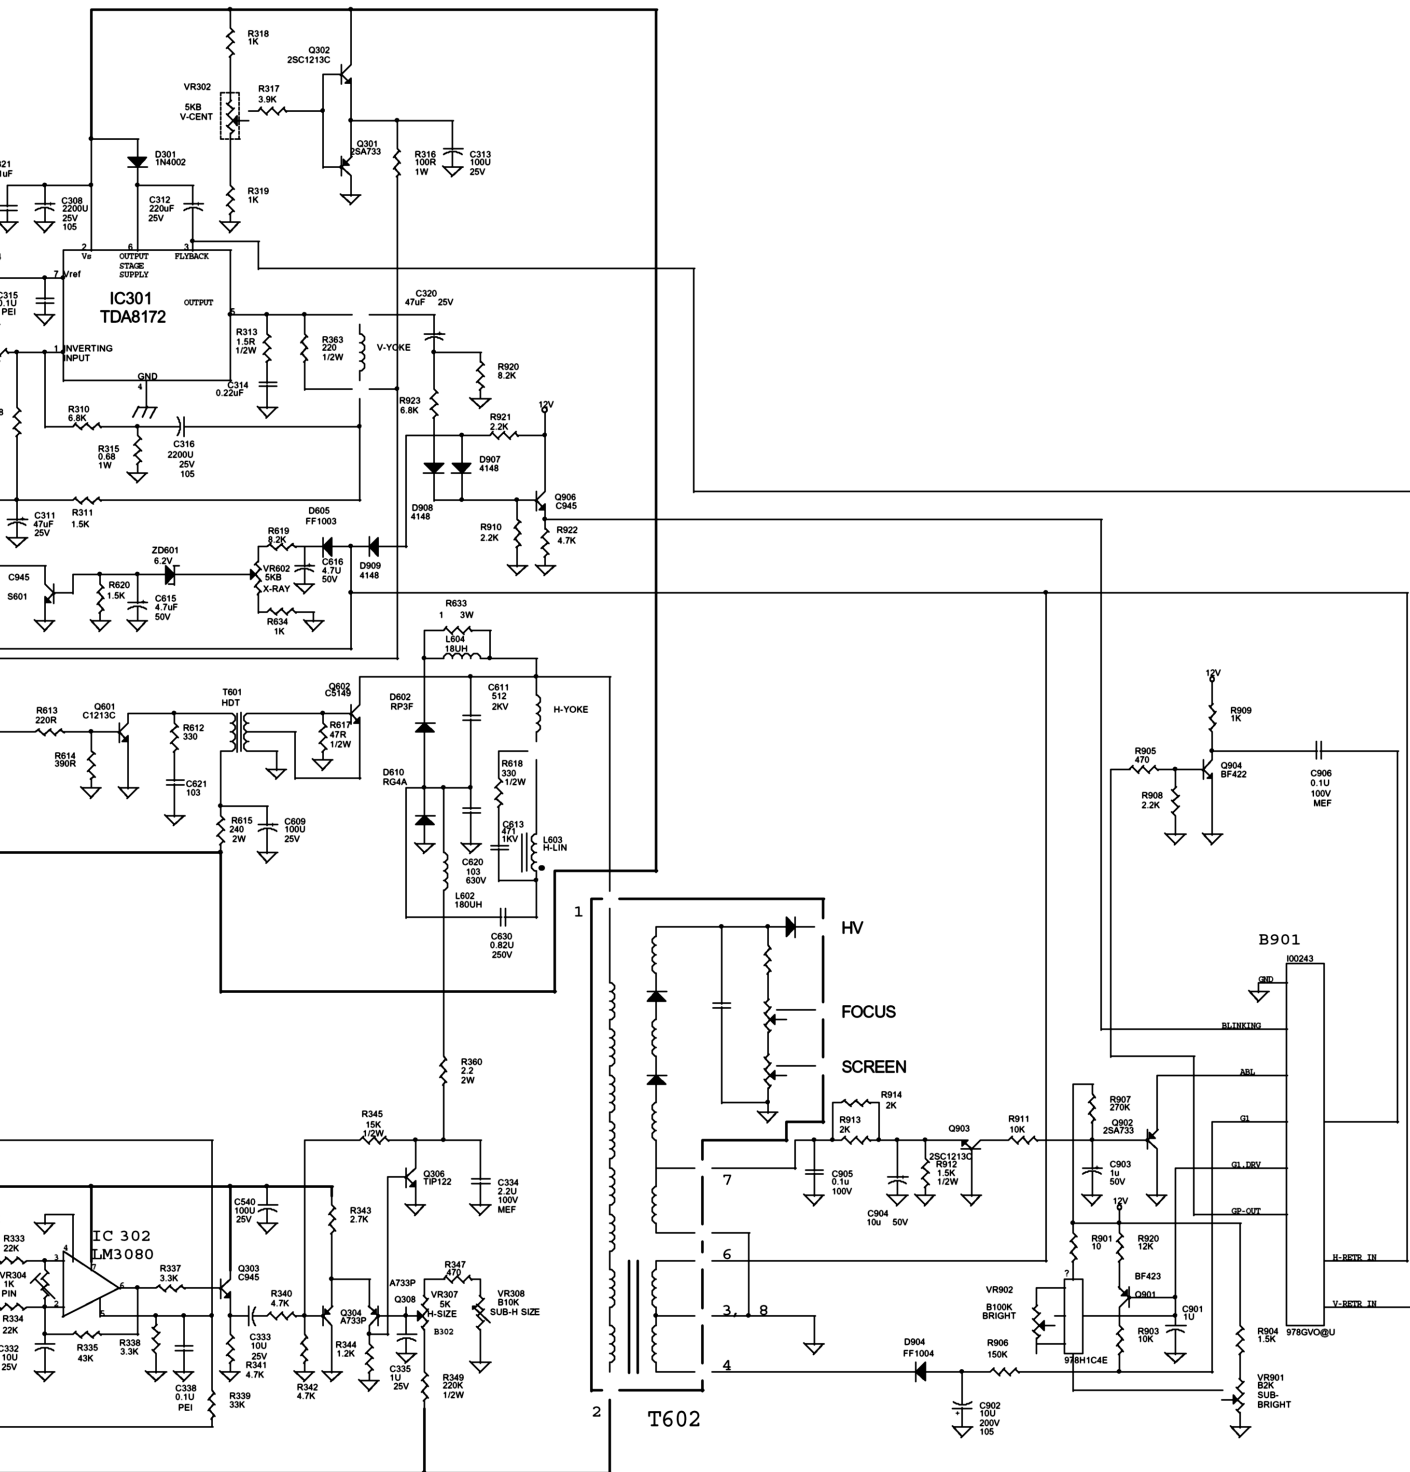 R318
1K
Q302
2SC1213C
VR302
5KB
V-CENT
R317
3.9K
D301
1N4002
Q301
2SA733
R316
100R
1W
C313
100U
25V
R319
1K
C308
2200U
25V
105
C312
220uF
25V
2
Vs
6
OUTPUT
STAGE
SUPPLY
3
FLYBACK
7
Vref
IC301
TDA8172
OUTPUT
5
1
INVERTING
INPUT
GND
4
C315
0.1U
PEI
C320
47uF 25V
R313
1.5R
1/2W
R363
220
1/2W
V-YOKE
C314
0.22uF
R920
8.2K
R923
6.8K
R921
2.2K
12V
R310
6.8K
R315
0.68
1W
C316
2200U
25V
105
D907
4148
D908
4148
Q906
C945
C311
47uF
25V
R311
1.5K
D605
FF1003
R910
2.2K
R922
4.7K
R619
8.2K
ZD601
6.2V
VR602
5KB
X-RAY
C616
4.7U
50V
D909
4148
C945
S601
R620
1.5K
C615
4.7uF
50V
R634
1K
R633
1 3W
L604
18UH
T601
HDT
Q602
C5149
D602
RP3F
C611
512
2KV
H-YOKE
R613
220R
Q601
C1213C
R612
330
R617
47R
1/2W
R614
390R
C621
103
D610
RG4A
R618
330
1/2W
R615
240
2W
C609
100U
25V
C613
471
1KV
L603
H-LIN
C620
103
630V
L602
180UH
C630
0.82U
250V
12V
R909
1K
R905
470
Q904
BF422
R908
2.2K
C906
0.1U
100V
MEF
1
HV
FOCUS
SCREEN
B901
I00243
GND
BLINKING
ABL
G1
G1.DRV
GP-OUT
H-RETR IN
V-RETR IN
978GVO@U
R360
2.2
2W
R345
15K
1/2W
Q306
TIP122
C334
2.2U
100V
MEF
R914
2K
R913
2K
Q903
2SC1213C
R911
10K
R907
270K
Q902
2SA733
C905
0.1u
100V
R912
1.5K
1/2W
C904
10u 50V
C903
1u
50V
7
6
3, 8
4
2
T602
C540
100U
25V
R343
2.7K
R333
22K
IC 302
LM3080
4
7
3
2
6
5
VR304
1K
PIN
R334
22K
R337
3.3K
Q303
C945
R340
4.7K
A733P
Q308
Q304
A733P
R347
470
VR307
5K
H-SIZE
B302
VR308
B10K
SUB-H SIZE
C332
10U
25V
R335
43K
R338
3.3K
C333
10U
25V
R341
4.7K
R344
1.2K
C335
1U
25V
C338
0.1U
PEI
R339
33K
R342
4.7K
R349
220K
1/2W
12V
R901
10
R920
12K
BF423
Q901
VR902
B100K
BRIGHT
?
978H1C4E
R903
10K
C901
1U
D904
FF1004
R906
150K
R904
1.5K
C902
10U
200V
105
VR901
B2K
SUB-
BRIGHT